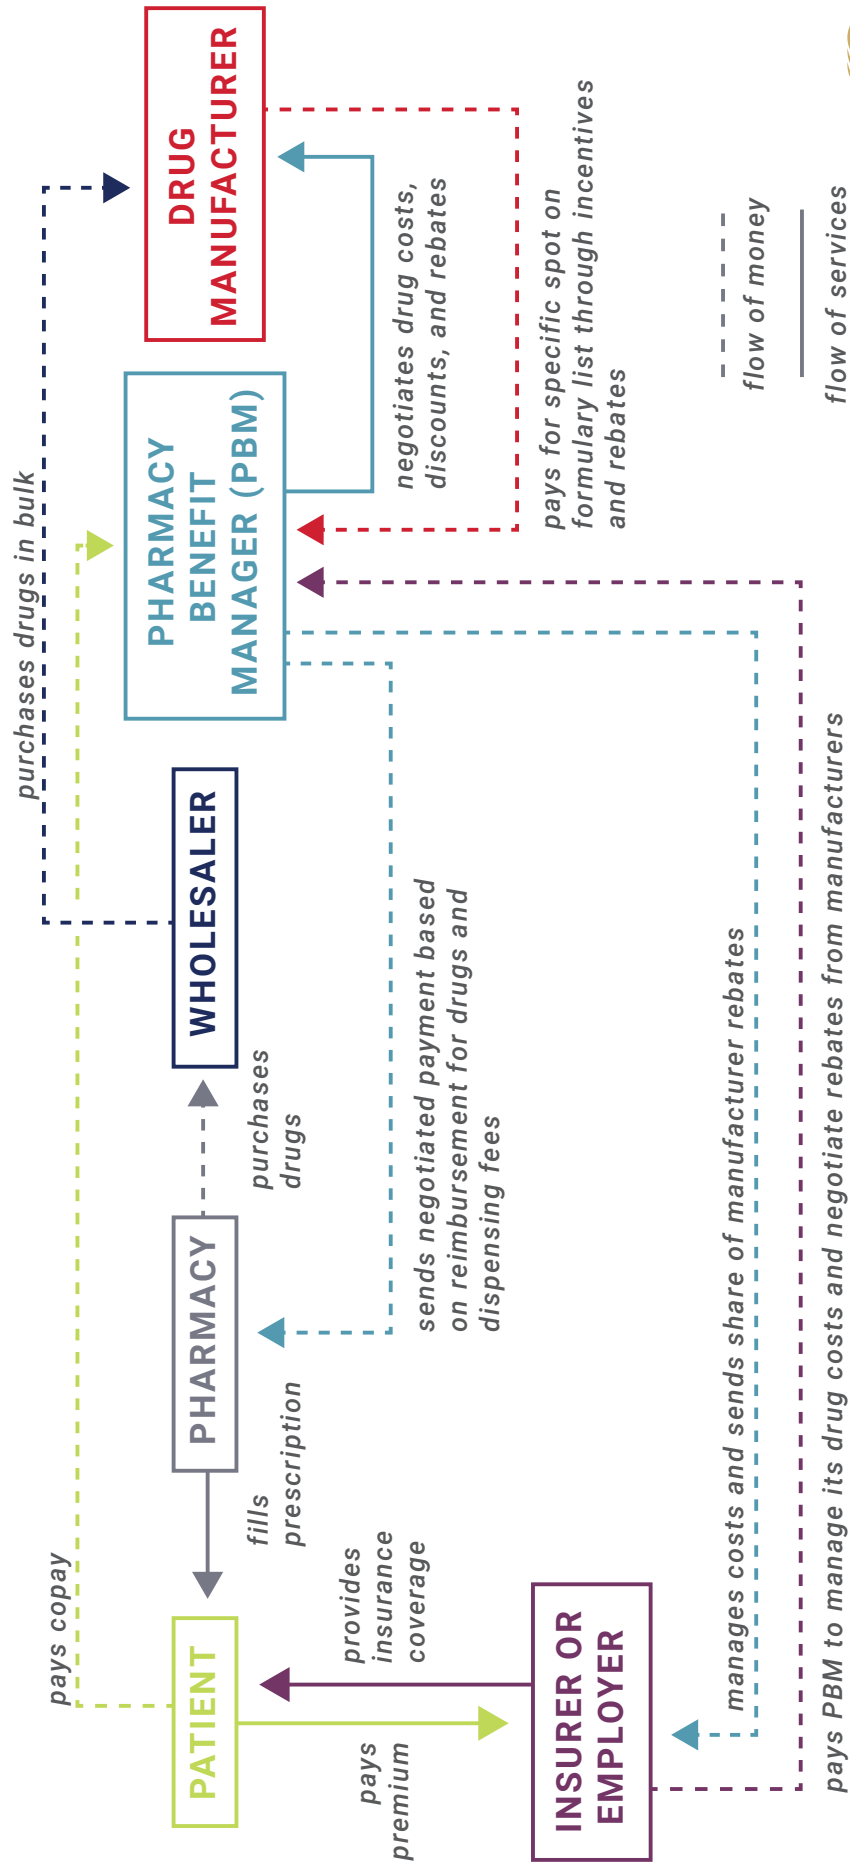 purchases drugs in bulk
pays copay
PATIENT
PHARMACY
WHOLESALER
PHARMACY
BENEFIT
MANAGER (PBM)
DRUG
MANUFACTURER
fills
prescription
purchases
drugs
pays
premium
provides
insurance
coverage
negotiates drug costs,
discounts, and rebates
sends negotiated payment based
on reimbursement for drugs and
dispensing fees
pays for specific spot on
formulary list through incentives
and rebates
INSURER OR
EMPLOYER
manages costs and sends share of manufacturer rebates
pays PBM to manage its drug costs and negotiate rebates from manufacturers
flow of money
flow of services